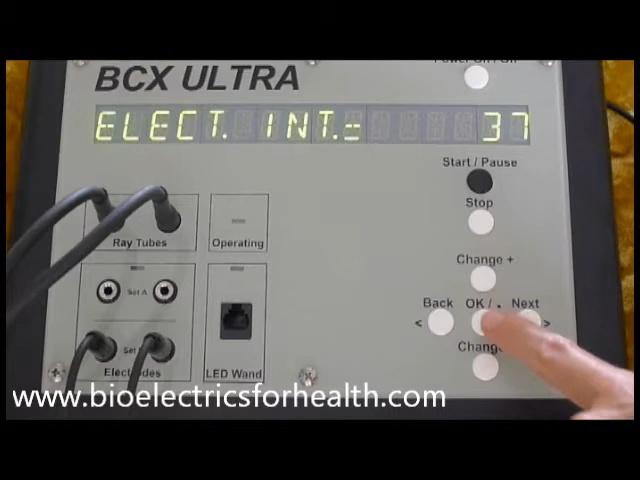 Power On / Off
BCX ULTRA
ELECT. INT.= 37
Start / Pause
Stop
Ray Tubes
Operating
Change +
Set A
Back OK / . Next
< >
Set
Change
Electrodes
LED Wand
www.bioelectricsforhealth.com